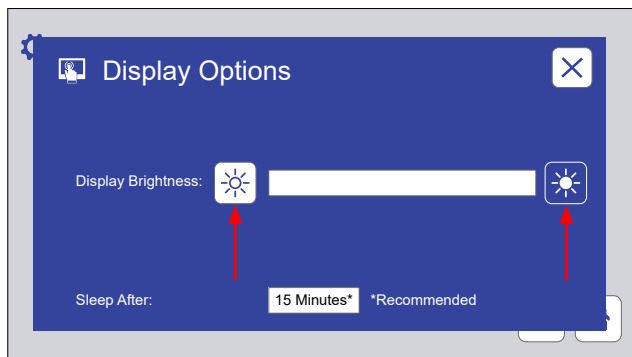 Display Options
Display Brightness:
Sleep After: 15 Minutes* *Recommended